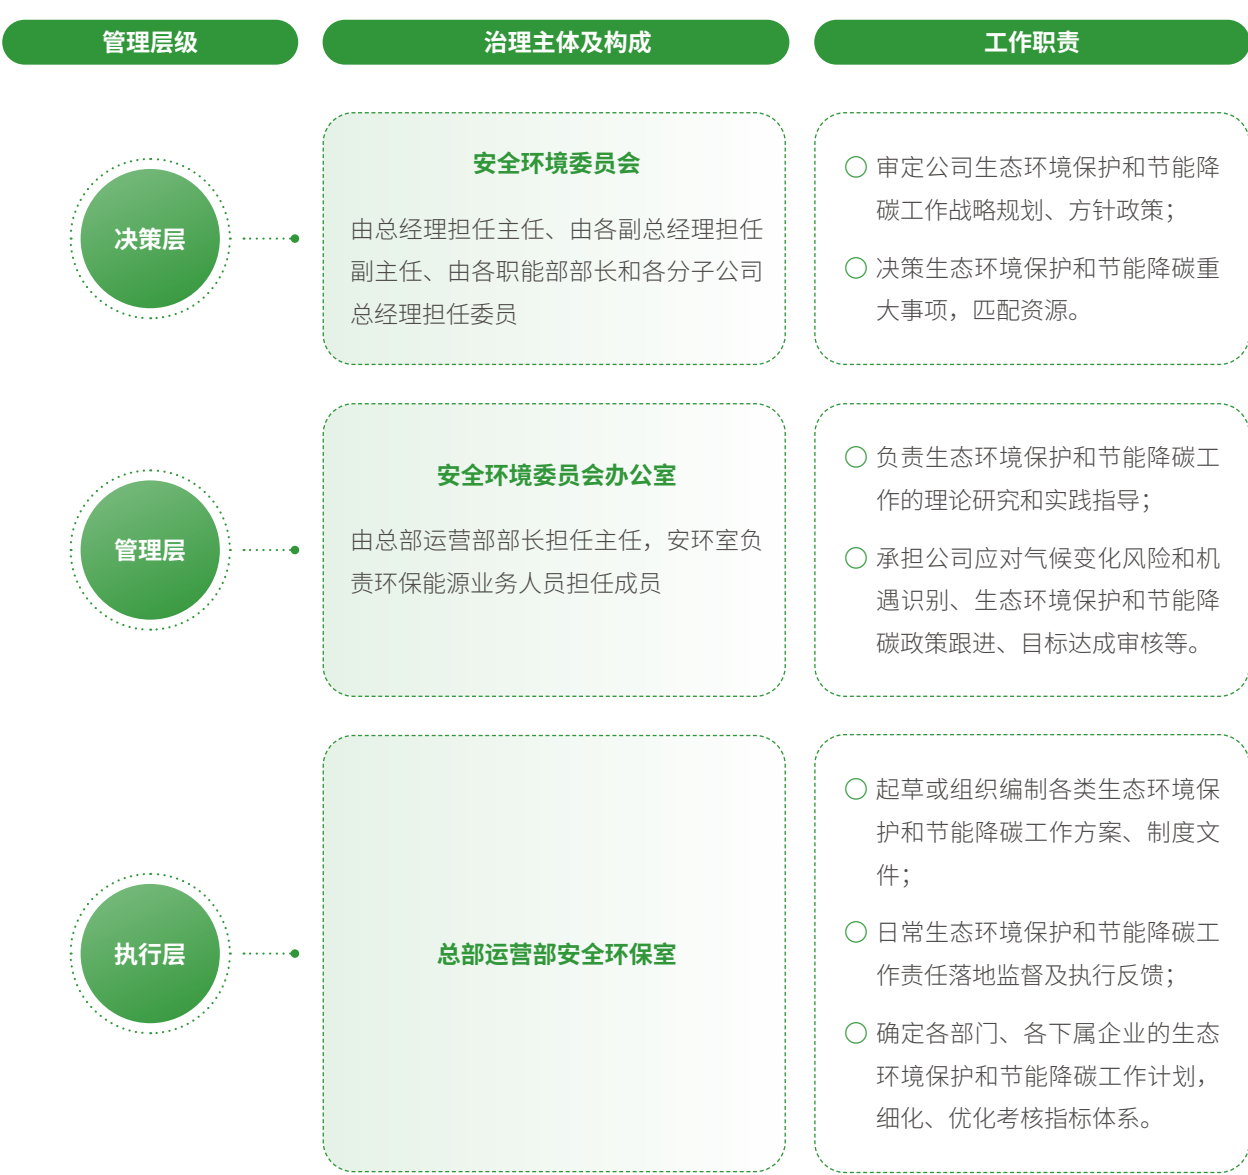 管理层级
治理主体及构成
工作职责
决策层
安全环境委员会
由总经理担任主任、由各副总经理担任
副主任、由各职能部部长和各分子公司
总经理担任委员
审定公司生态环境保护和节能降
碳工作战略规划、方针政策；
决策生态环境保护和节能降碳重
大事项，匹配资源。
管理层
安全环境委员会办公室
由总部运营部部长担任主任，安环室负
责环保能源业务人员担任成员
负责生态环境保护和节能降碳工
作的理论研究和实践指导；
承担公司应对气候变化风险和机
遇识别、生态环境保护和节能降
碳政策跟进、目标达成审核等。
执行层
总部运营部安全环保室
起草或组织编制各类生态环境保
护和节能降碳工作方案、制度文
件；
日常生态环境保护和节能降碳工
作责任落地监督及执行反馈；
确定各部门、各下属企业的生态
环境保护和节能降碳工作计划，
细化、优化考核指标体系。